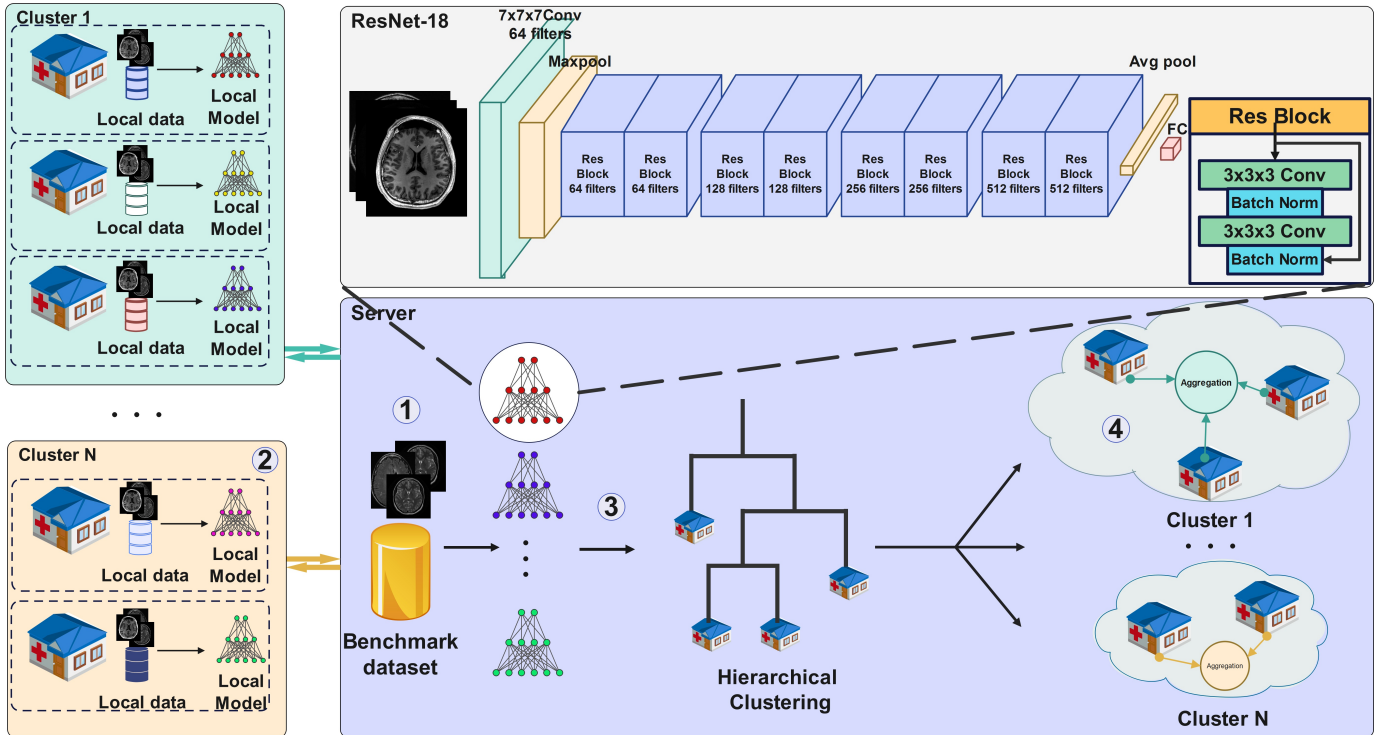 Cluster 1
Local data
Local
Model
Local data
Local
Model
Local data
Local
Model
. . .
Cluster N
2
Local data
Local
Model
Local data
Local
Model
ResNet-18
7x7x7Conv
64 filters
Maxpool
Res
Block
64 filters
Res
Block
64 filters
Res
Block
128 filters
Res
Block
128 filters
Res
Block
256 filters
Res
Block
256 filters
Res
Block
512 filters
Res
Block
512 filters
Avg pool
FC
Res Block
3x3x3 Conv
Batch Norm
3x3x3 Conv
Batch Norm
Server
1
Benchmark
dataset
3
Hierarchical
Clustering
4
Aggregation
Cluster 1
. . .
Aggregation
Cluster N